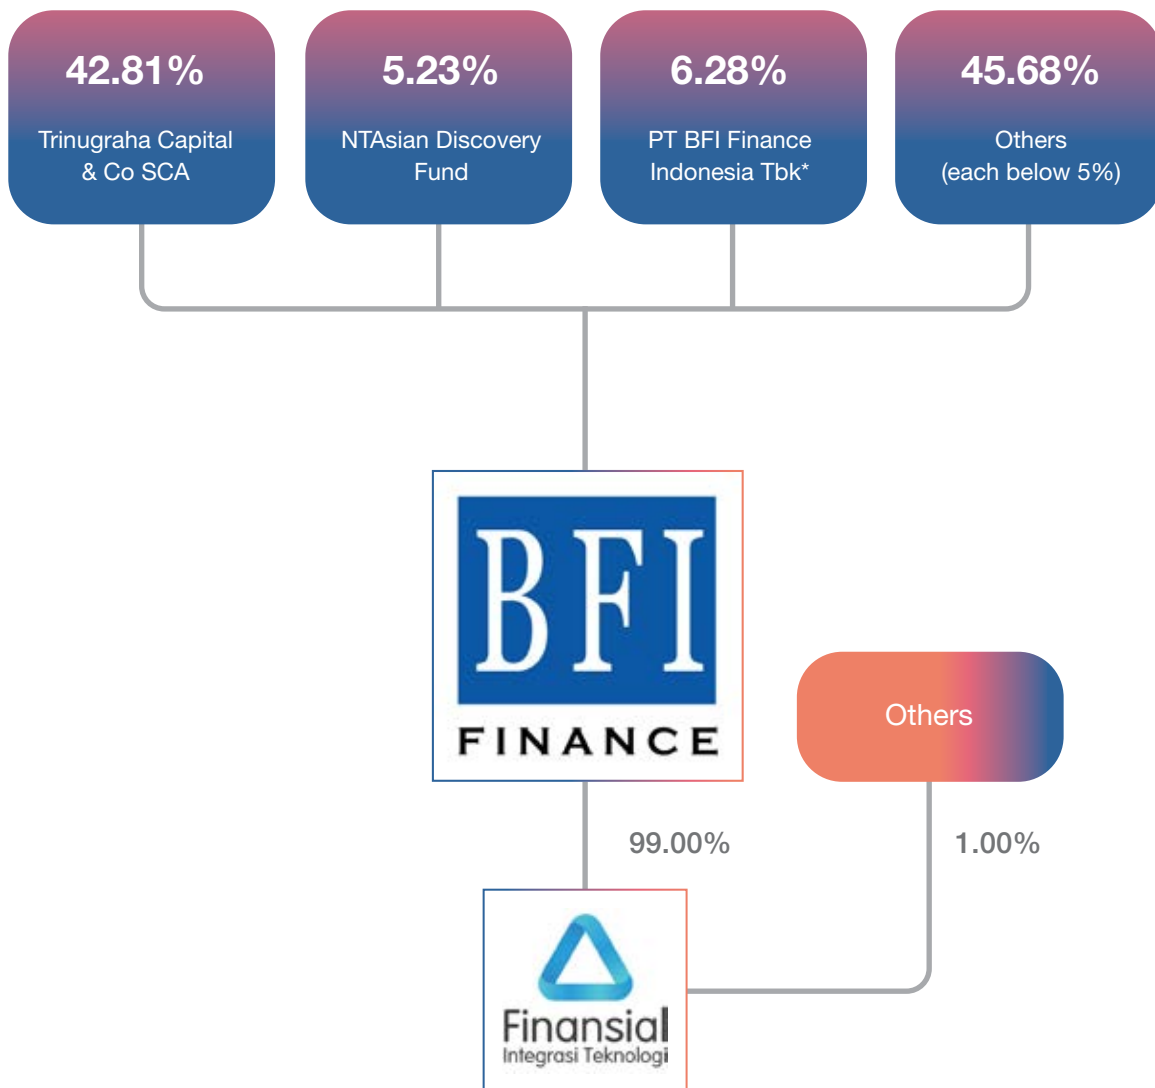 42.81%
Trinugraha Capital
& Co SCA
5.23%
NTAsian Discovery
Fund
6.28%
PT BFI Finance
Indonesia Tbk*
45.68%
Others
(each below 5%)
BFI
FINANCE
Others
99.00%
1.00%
Finansial
Integrasi Teknologi